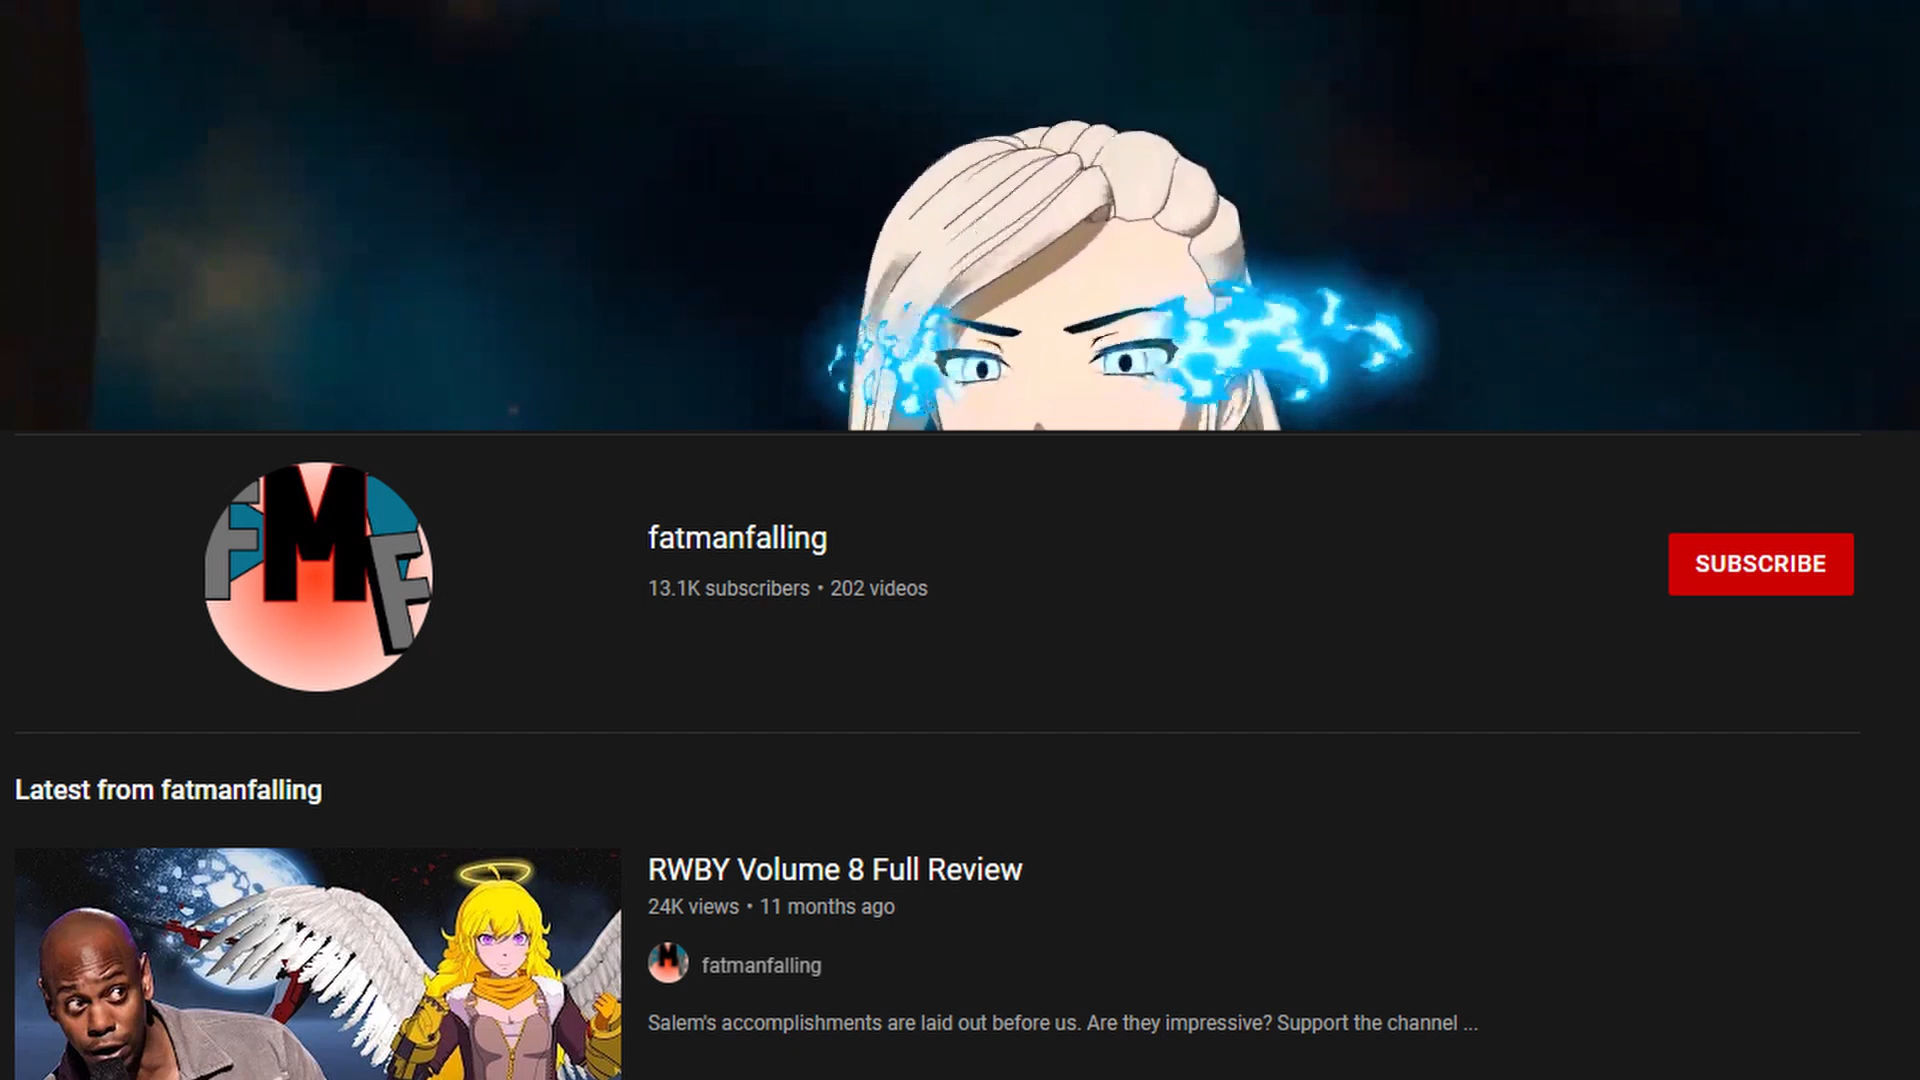 FMF
fatmanfalling
13.1K subscribers • 202 videos
SUBSCRIBE
Latest from fatmanfalling
RWBY Volume 8 Full Review
24K views • 11 months ago
M
fatmanfalling
Salem's accomplishments are laid out before us. Are they impressive? Support the channel ...